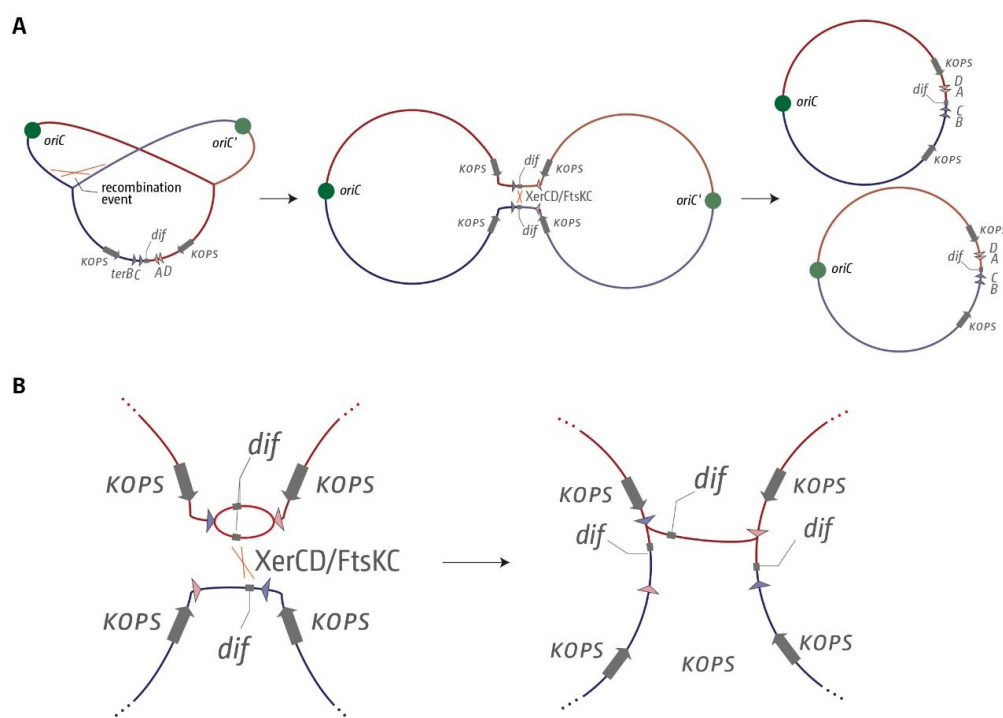 A
oriC
oriC'
recombination
event
KOPS
dif
KOPS
terBC
A D
oriC
KOPS
dif
KOPS
XerCD/FtsKC
KOPS
dif
KOPS
oriC'
KOPS
D
A
dif
C
B
oriC
KOPS
KOPS
D
A
dif
C
B
oriC
KOPS
B
dif
KOPS
KOPS
XerCD/FtsKC
KOPS
KOPS
dif
KOPS
dif
KOPS
dif
dif
KOPS
KOPS
KOPS